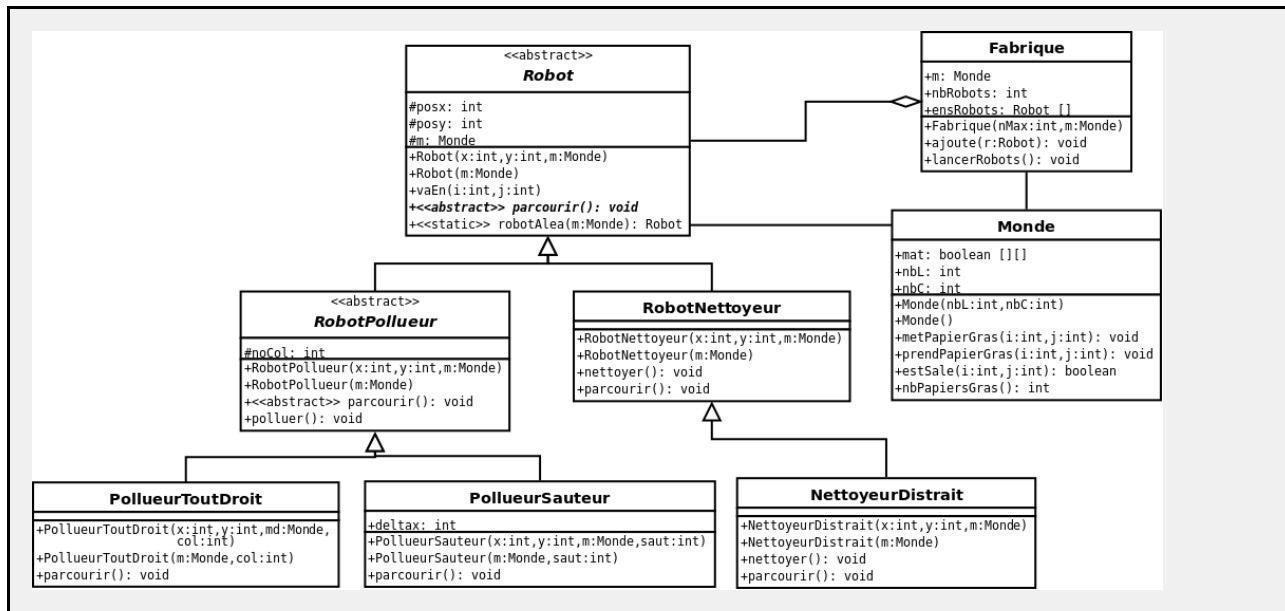 <<abstract>>
Robot
#posx: int
#posy: int
#m: Monde
+Robot(x:int,y:int,m:Monde)
+Robot(m:Monde)
+vaEn(i:int,j:int)
+<<abstract>> parcourir(): void
+<<static>> robotAlea(m:Monde): Robot
Fabrique
+m: Monde
+nbRobots: int
+ensRobots: Robot []
+Fabrique(nMax:int,m:Monde)
+ajoute(r:Robot): void
+lancerRobots(): void
Monde
+mat: boolean [][]
+nbL: int
+nbC: int
+Monde(nbL:int,nbC:int)
+Monde()
+metPapierGras(i:int,j:int): void
+prendPapierGras(i:int,j:int): void
+estSale(i:int,j:int): boolean
+nbPapiersGras(): int
<<abstract>>
RobotPollueur
#noCol: int
+RobotPollueur(x:int,y:int,m:Monde)
+RobotPollueur(m:Monde)
+<<abstract>> parcourir(): void
+polluer(): void
RobotNettoyeur
+RobotNettoyeur(x:int,y:int,m:Monde)
+RobotNettoyeur(m:Monde)
+nettoyer(): void
+parcourir(): void
PollueurToutDroit
+PollueurToutDroit(x:int,y:int,md:Monde,
col:int)
+PollueurToutDroit(m:Monde,col:int)
+parcourir(): void
PollueurSauteur
+deltax: int
+PollueurSauteur(x:int,y:int,m:Monde,saut:int)
+PollueurSauteur(m:Monde,saut:int)
+parcourir(): void
NettoyeurDistrait
+NettoyeurDistrait(x:int,y:int,m:Monde)
+NettoyeurDistrait(m:Monde)
+nettoyer(): void
+parcourir(): void